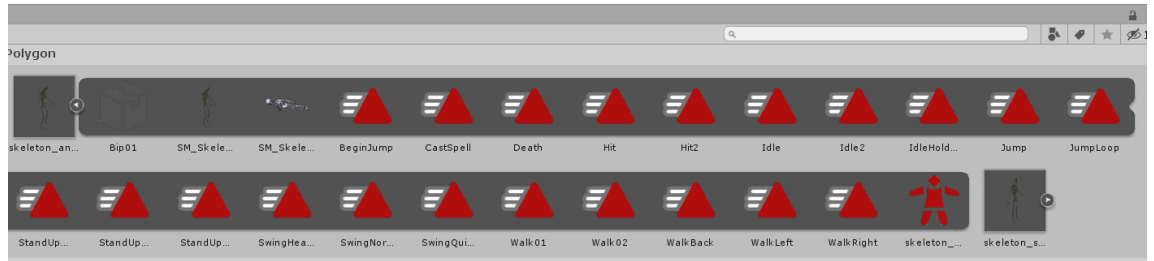 Polygon
skeleton_an... Bip01 SM_Skele... SM_Skele... BeginJump CastSpell Death Hit Hit2 Idle Idle2 IdleHold... Jump JumpLoop
StandUp... StandUp... StandUp... SwingHea... SwingNor... SwingQui... Walk01 Walk02 WalkBack WalkLeft WalkRight skeleton_... skeleton_s...